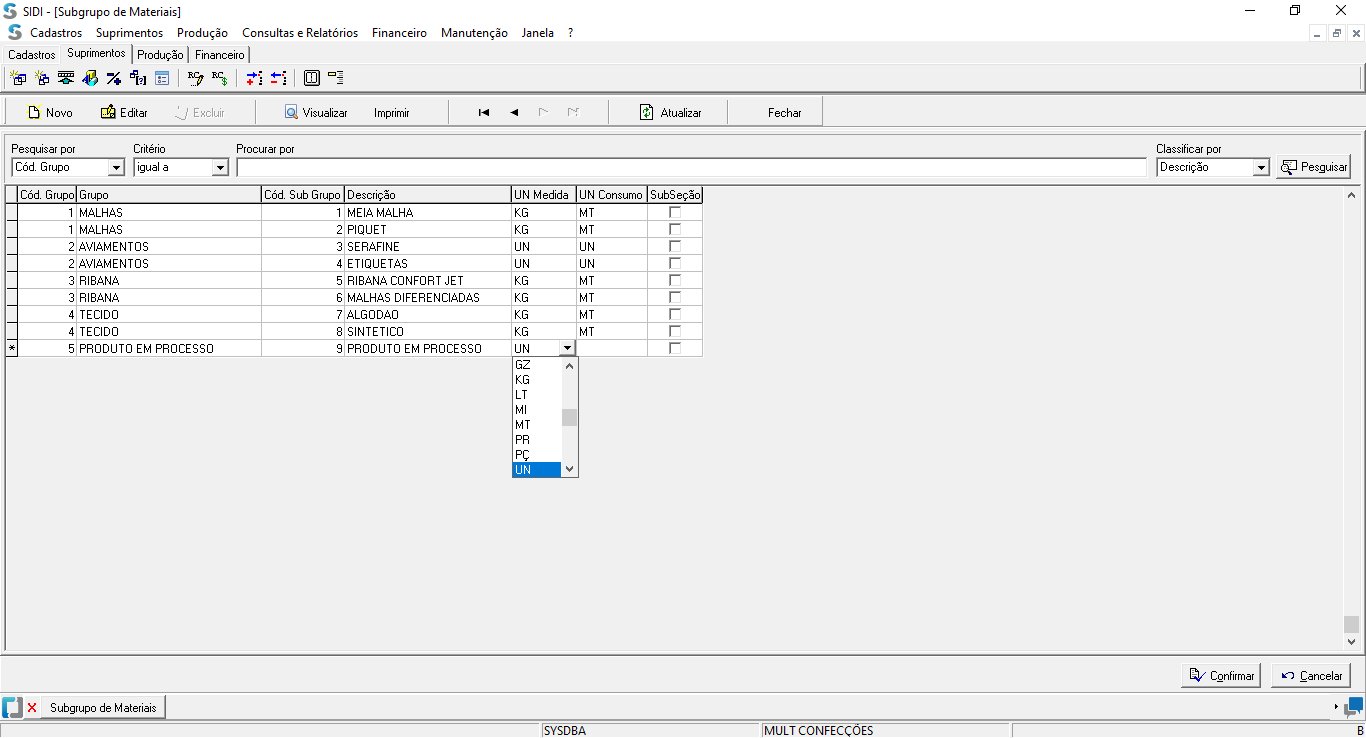 SIDI - [Subgrupo de Materiais]
Cadastros Suprimentos Produção Consultas e Relatórios Financeiro Manutenção Janela ?
Cadastros Suprimentos Produção Financeiro
Novo Editar Excluir Visualizar Imprimir Atualizar Fechar
Pesquisar por Critério Procurar por Classificar por
Cód. Grupo igual a Descrição Pesquisar
Cód. Grupo Grupo Cód. Sub Grupo Descrição UN Medida UN Consumo SubSeção
1 MALHAS 1 MEIA MALHA KG MT
1 MALHAS 2 PIQUET KG MT
2 AVIAMENTOS 3 SERAFINE UN UN
2 AVIAMENTOS 4 ETIQUETAS UN UN
3 RIBANA 5 RIBANA CONFORT JET KG MT
3 RIBANA 6 MALHAS DIFERENCIADAS KG MT
4 TECIDO 7 ALGODAO KG MT
4 TECIDO 8 SINTETICO KG MT
* 5 PRODUTO EM PROCESSO 9 PRODUTO EM PROCESSO UN
GZ
KG
LT
MI
MT
PR
PÇ
UN
Confirmar Cancelar
Subgrupo de Materiais
SYSDBA MULT CONFECÇÕES B